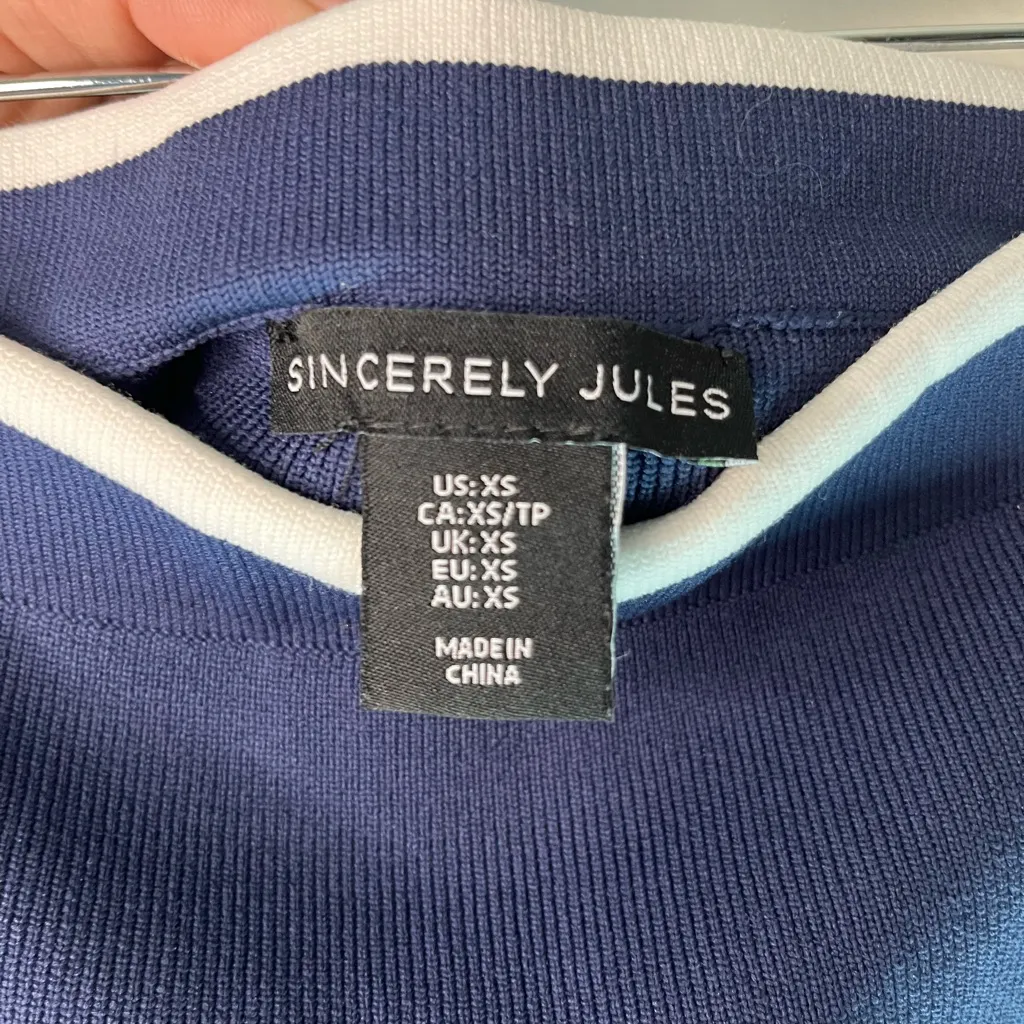 SINCERELY JULES
US: XS
CA: XS/TP
UK: XS
EU: XS
AU: XS
MADE IN
CHINA